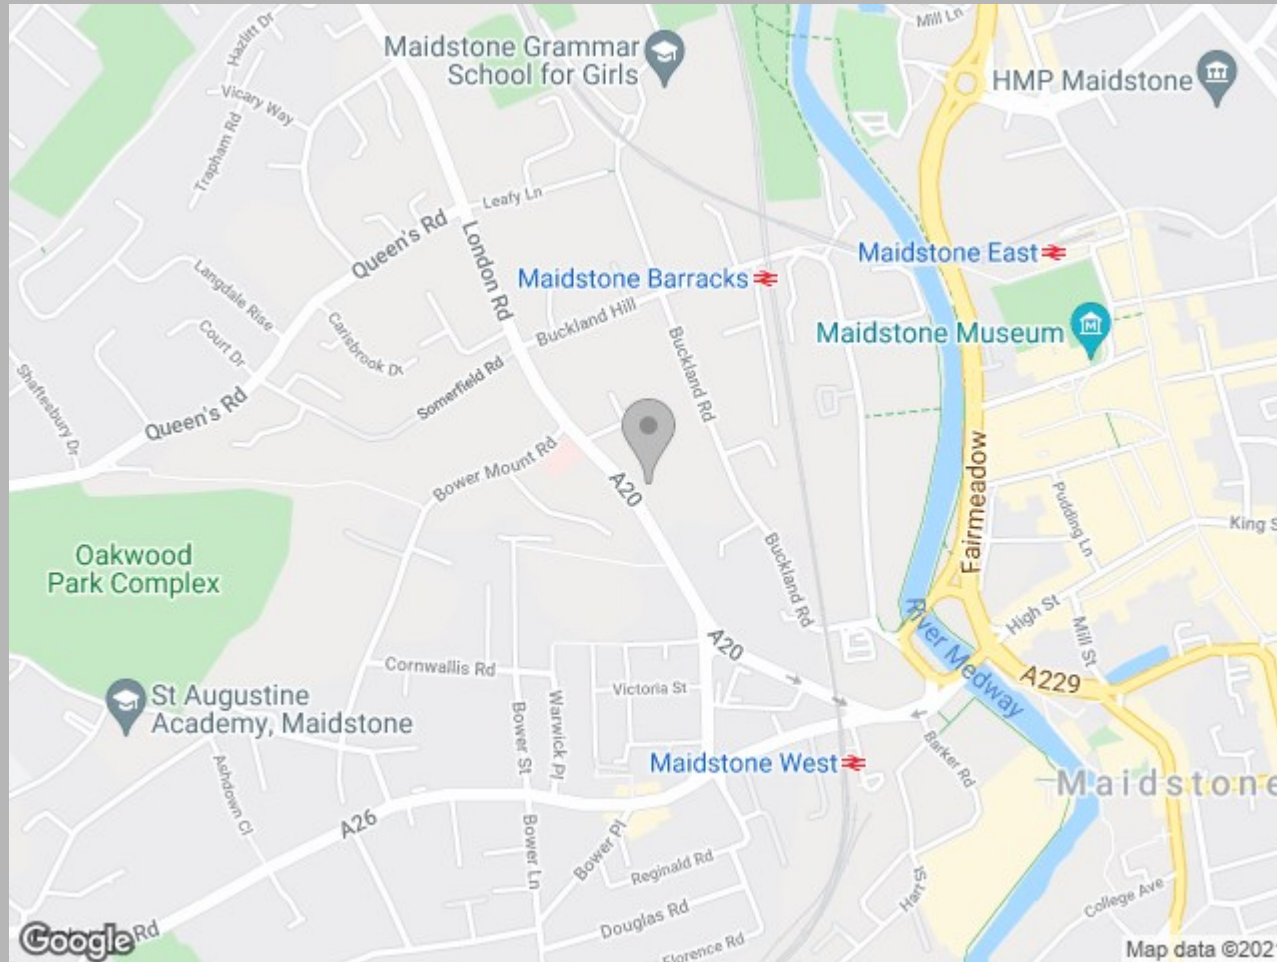 Hazlitt Dr
Maidstone Grammar
School for Girls
Mill Ln
HMP Maidstone
Vicary Way
Trapham Rd
Leafy Ln
Queen's Rd
London Rd
Maidstone East
Maidstone Barracks
Langdale Rise
Court Dr
Carisbrook Dr
Buckland Hill
Maidstone Museum
Somerfield Rd
Buckland Rd
Shaftesbury Dr
Queen's Rd
Bower Mount Rd
A20
Fairmeadow
Pudding Ln
King S
Oakwood
Park Complex
Buckland Rd
River Medway
High St
Mill St
A20
Cornwallis Rd
Victoria St
A229
St Augustine
Academy, Maidstone
Warwick Pl
Bower St
Maidstone West
Barker Rd
Maidstone
Ashdown Cl
A26
Bower Ln
Bower Pl
Reginald Rd
Hart St
College Ave
Douglas Rd
Florence Rd
Rd
Google
Map data ©202